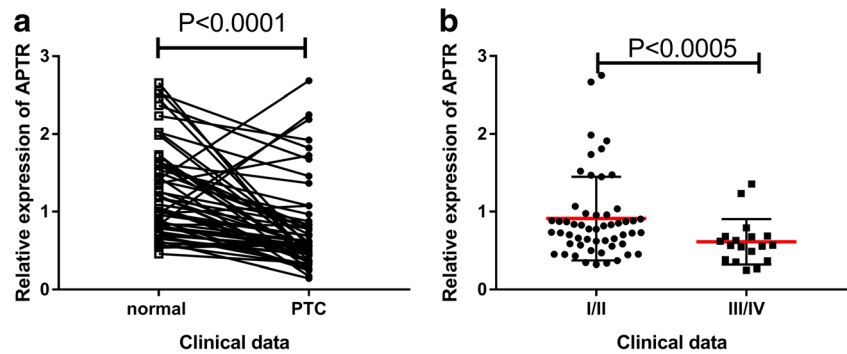 a
P<0.0001
Relative expression of APTR
3
2
1
0
normal PTC
Clinical data
b
P<0.0005
Relative expression of APTR
3
2
1
0
I/II III/IV
Clinical data